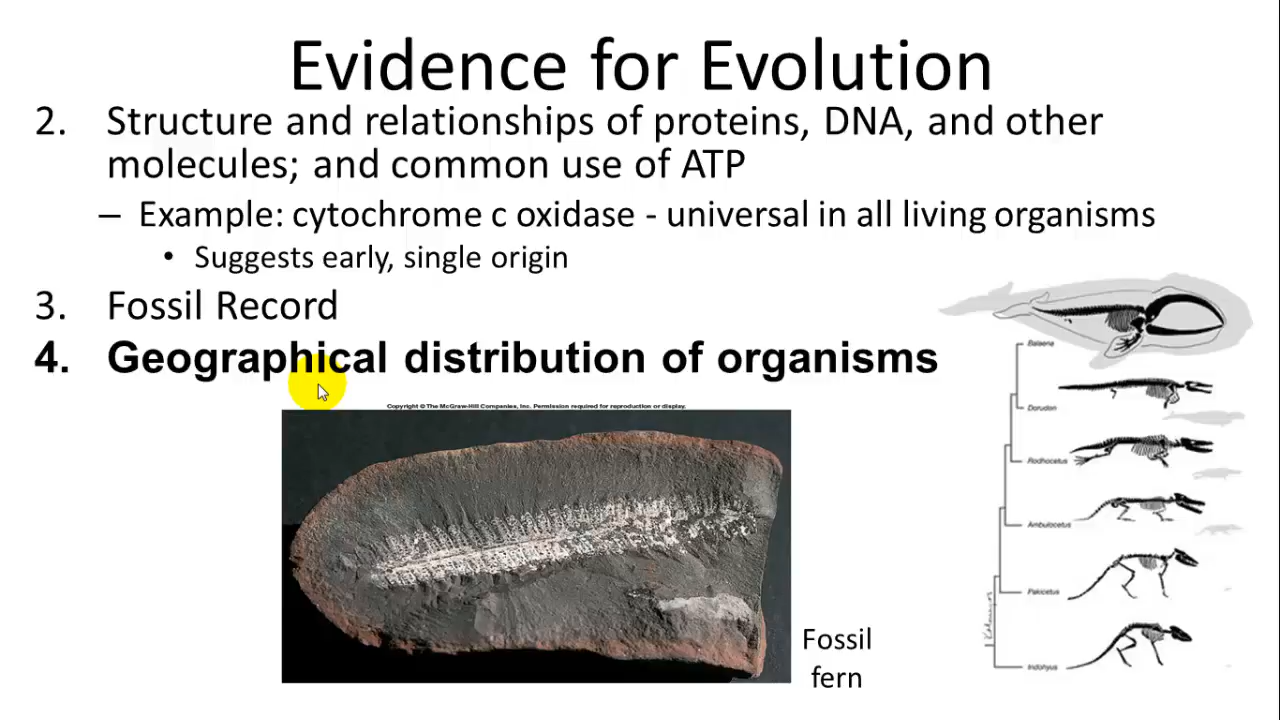 Evidence for Evolution
2. Structure and relationships of proteins, DNA, and other
molecules; and common use of ATP
– Example: cytochrome c oxidase - universal in all living organisms
• Suggests early, single origin
3. Fossil Record
4. Geographical distribution of organisms
Copyright © The McGraw-Hill Companies, Inc. Permission required for reproduction or display.
Fossil
fern
Balaena
Dorudon
Rodhocetus
Ambulocetus
Pakicetus
Indohyus